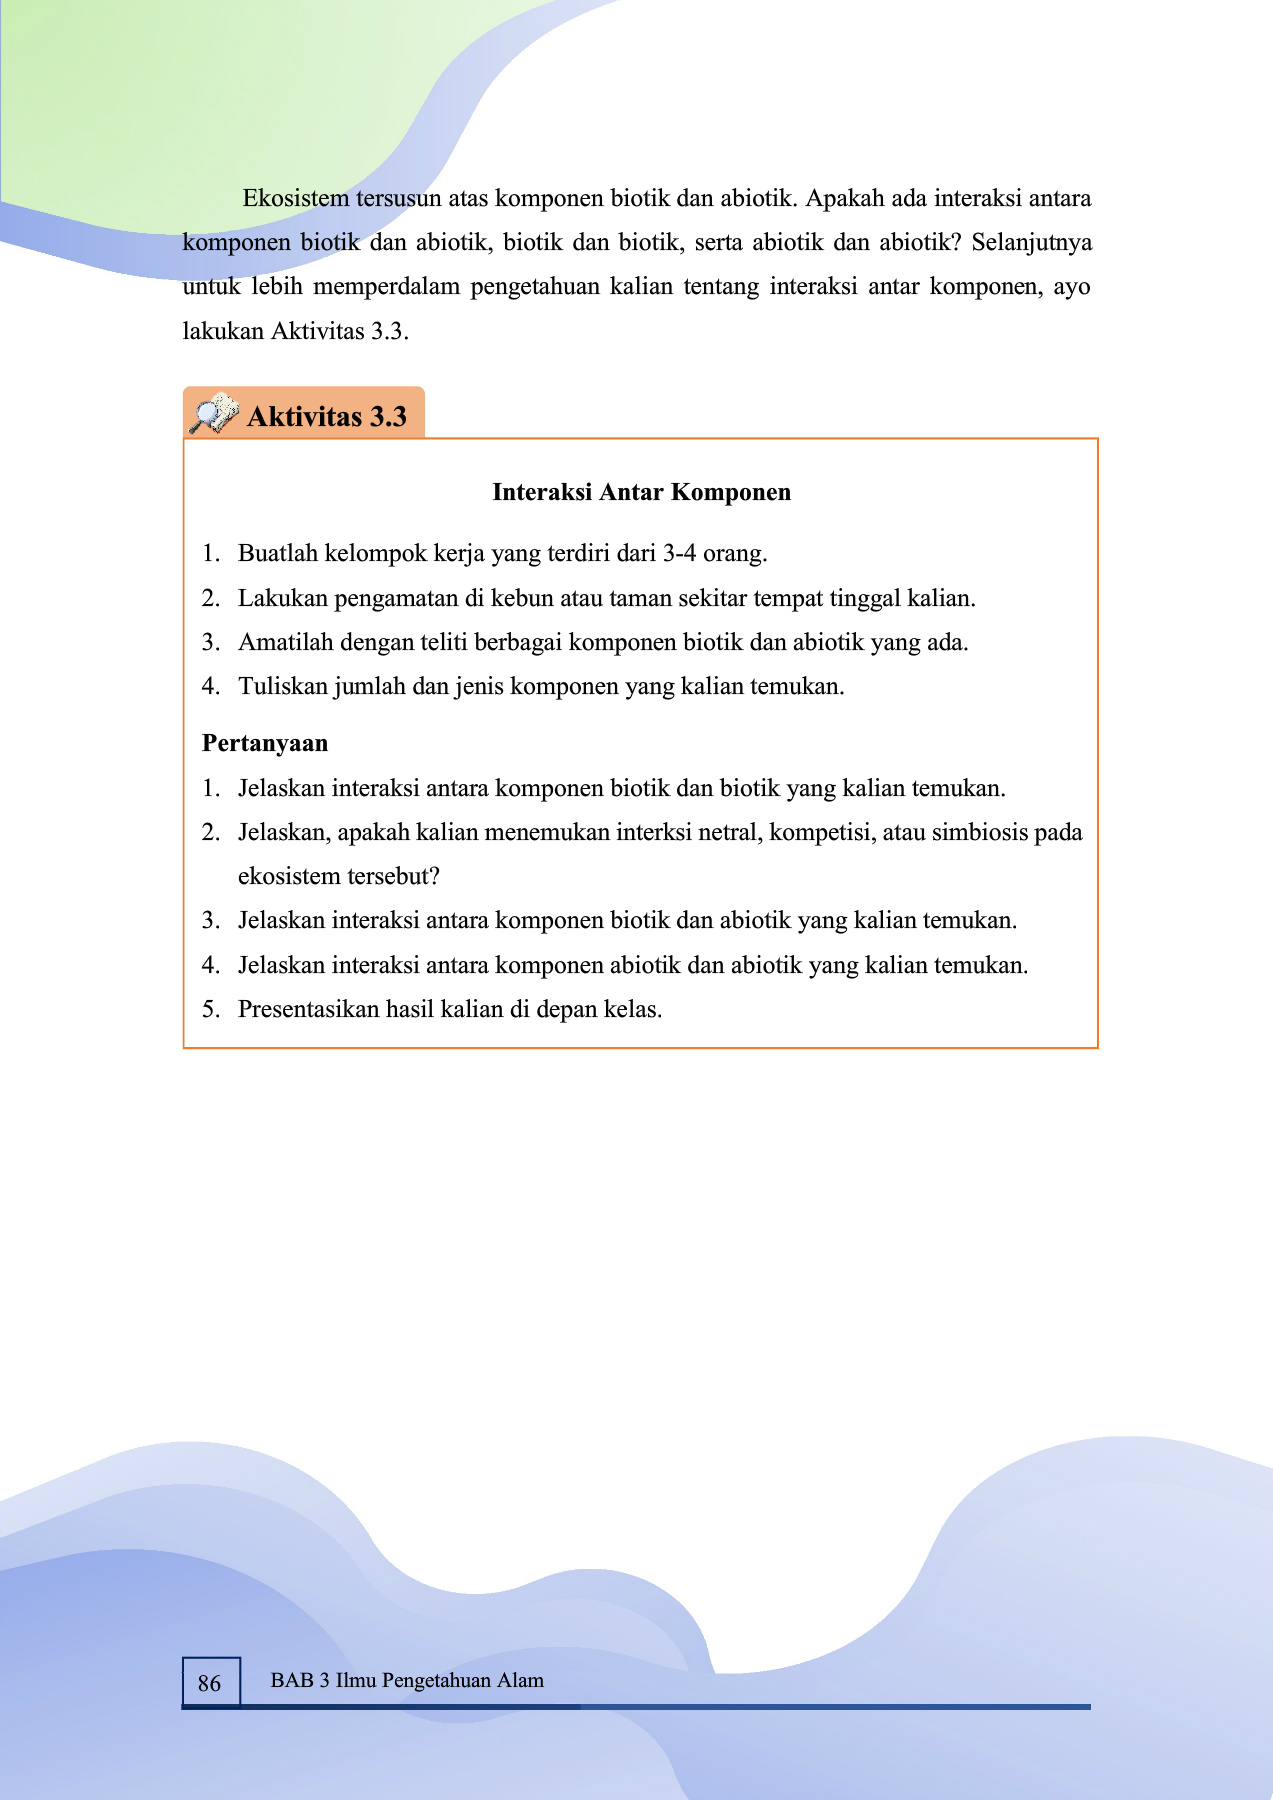 Ekosistem tersusun atas komponen biotik dan abiotik. Apakah ada interaksi antara
komponen biotik dan abiotik, biotik dan biotik, serta abiotik dan abiotik? Selanjutnya
untuk lebih memperdalam pengetahuan kalian tentang interaksi antar komponen, ayo
lakukan Aktivitas 3.3.
Aktivitas 3.3
Interaksi Antar Komponen
1. Buatlah kelompok kerja yang terdiri dari 3-4 orang.
2. Lakukan pengamatan di kebun atau taman sekitar tempat tinggal kalian.
3. Amatilah dengan teliti berbagai komponen biotik dan abiotik yang ada.
4. Tuliskan jumlah dan jenis komponen yang kalian temukan.
Pertanyaan
1. Jelaskan interaksi antara komponen biotik dan biotik yang kalian temukan.
2. Jelaskan, apakah kalian menemukan interksi netral, kompetisi, atau simbiosis pada
ekosistem tersebut?
3. Jelaskan interaksi antara komponen biotik dan abiotik yang kalian temukan.
4. Jelaskan interaksi antara komponen abiotik dan abiotik yang kalian temukan.
5. Presentasikan hasil kalian di depan kelas.
86 BAB 3 Ilmu Pengetahuan Alam